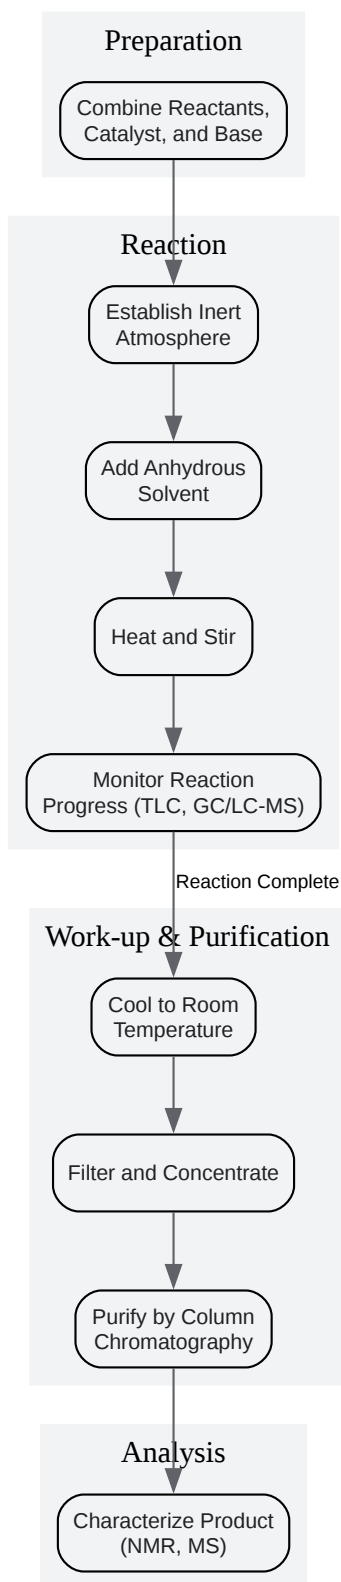 Preparation
Combine Reactants,
Catalyst, and Base
Reaction
Establish Inert
Atmosphere
Add Anhydrous
Solvent
Heat and Stir
Monitor Reaction
Progress (TLC, GC/LC-MS)
Reaction Complete
Work-up & Purification
Cool to Room
Temperature
Filter and Concentrate
Purify by Column
Chromatography
Analysis
Characterize Product
(NMR, MS)